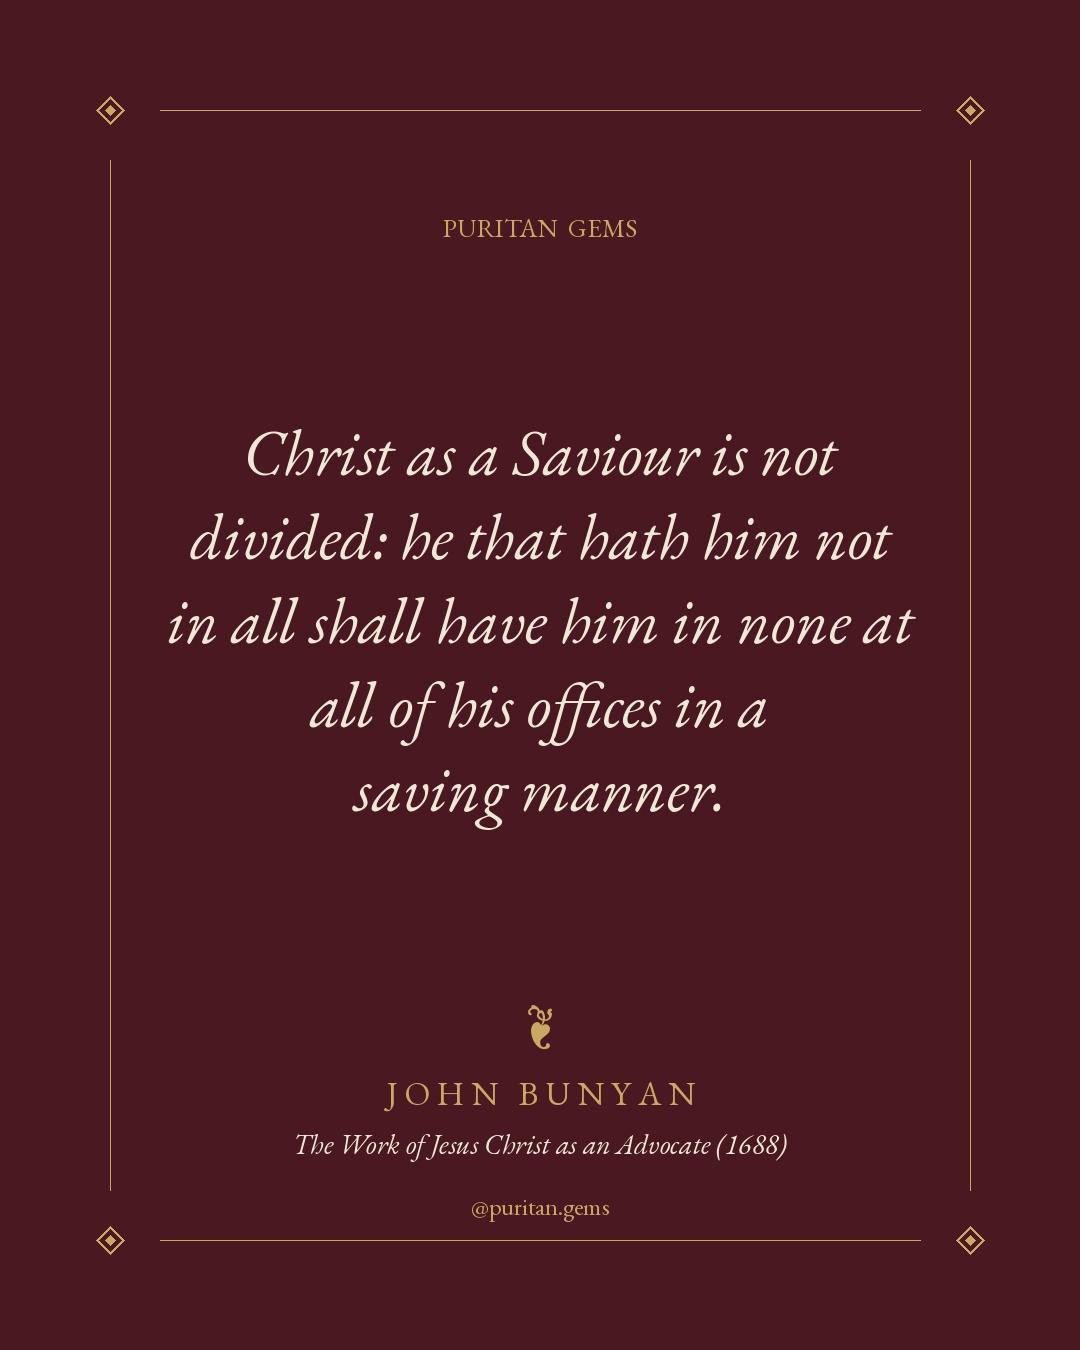 PURITAN GEMS
Christ as a Saviour is not
divided: he that hath him not
in all shall have him in none at
all of his offices in a
saving manner.
JOHN BUNYAN
The Work of Jesus Christ as an Advocate (1688)
@puritan.gems